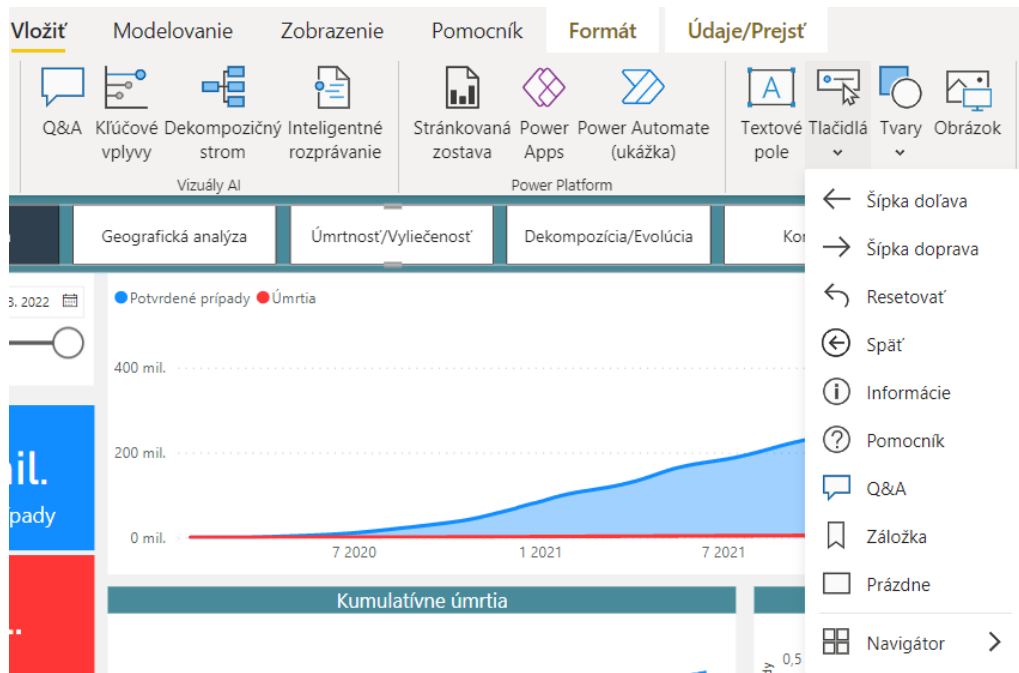 Vložiť Modelovanie Zobrazenie Pomocník Formát Údaje/Prejsť
Q&A Kľúčové Dekompozičný Inteligentné Stránkovaná Power Power Automate Textové Tlačidlá Tvary Obrázok
vplyvy strom rozprávanie zostava Apps (ukážka) pole
Vizuály AI Power Platform
Šípka doľava
Šípka doprava
Resetovať
Späť
Informácie
Pomocník
Q&A
Záložka
Prázdne
Navigátor
Geografická analýza Úmrtnosť/Vyliečenosť Dekompozícia/Evolúcia
2022
Potvrdené prípady Úmrtia
400 mil.
200 mil.
0 mil.
7 2020 1 2021 7 2021
Kumulatívne úmrtia
0,5